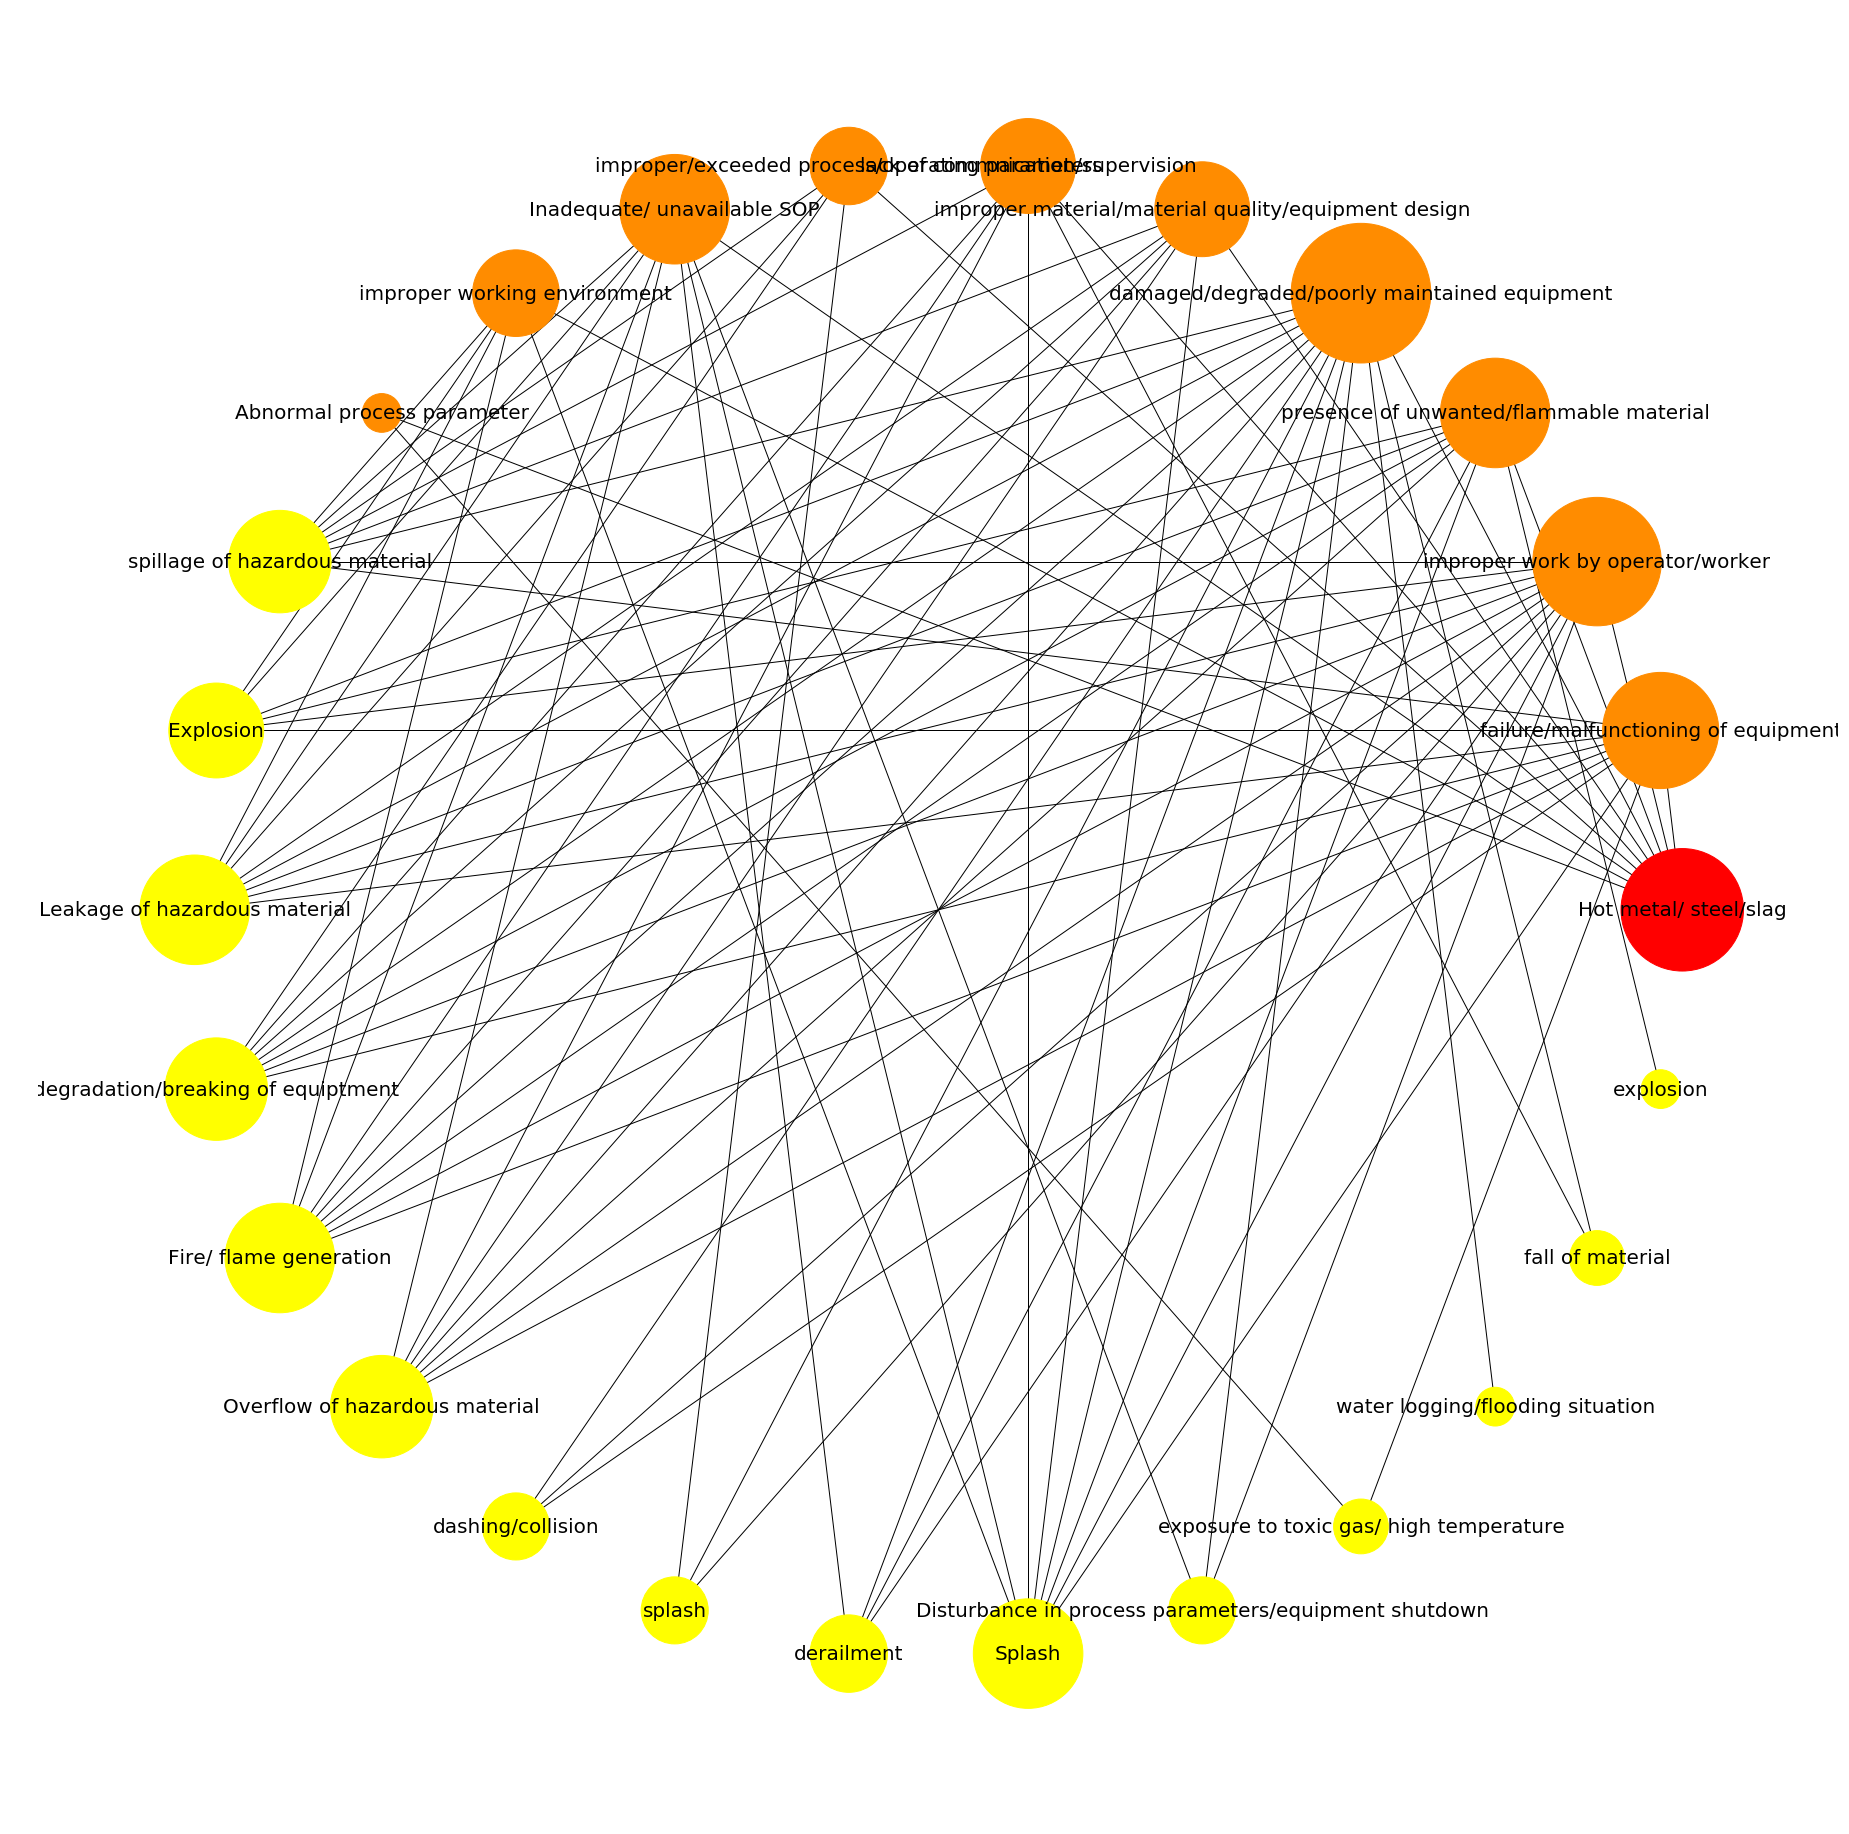 improper/exceeded process/operating parameters
lack of communication/supervision
Inadequate/ unavailable SOP
improper material/material quality/equipment design
improper working environment
damaged/degraded/poorly maintained equipment
Abnormal process parameter
presence of unwanted/flammable material
spillage of hazardous material
improper work by operator/worker
Explosion
failure/malfunctioning of equipment
Leakage of hazardous material
Hot metal/ steel/slag
degradation/breaking of equiptment
explosion
Fire/ flame generation
fall of material
Overflow of hazardous material
water logging/flooding situation
dashing/collision
exposure to toxic gas/ high temperature
splash
Disturbance in process parameters/equipment shutdown
derailment
Splash